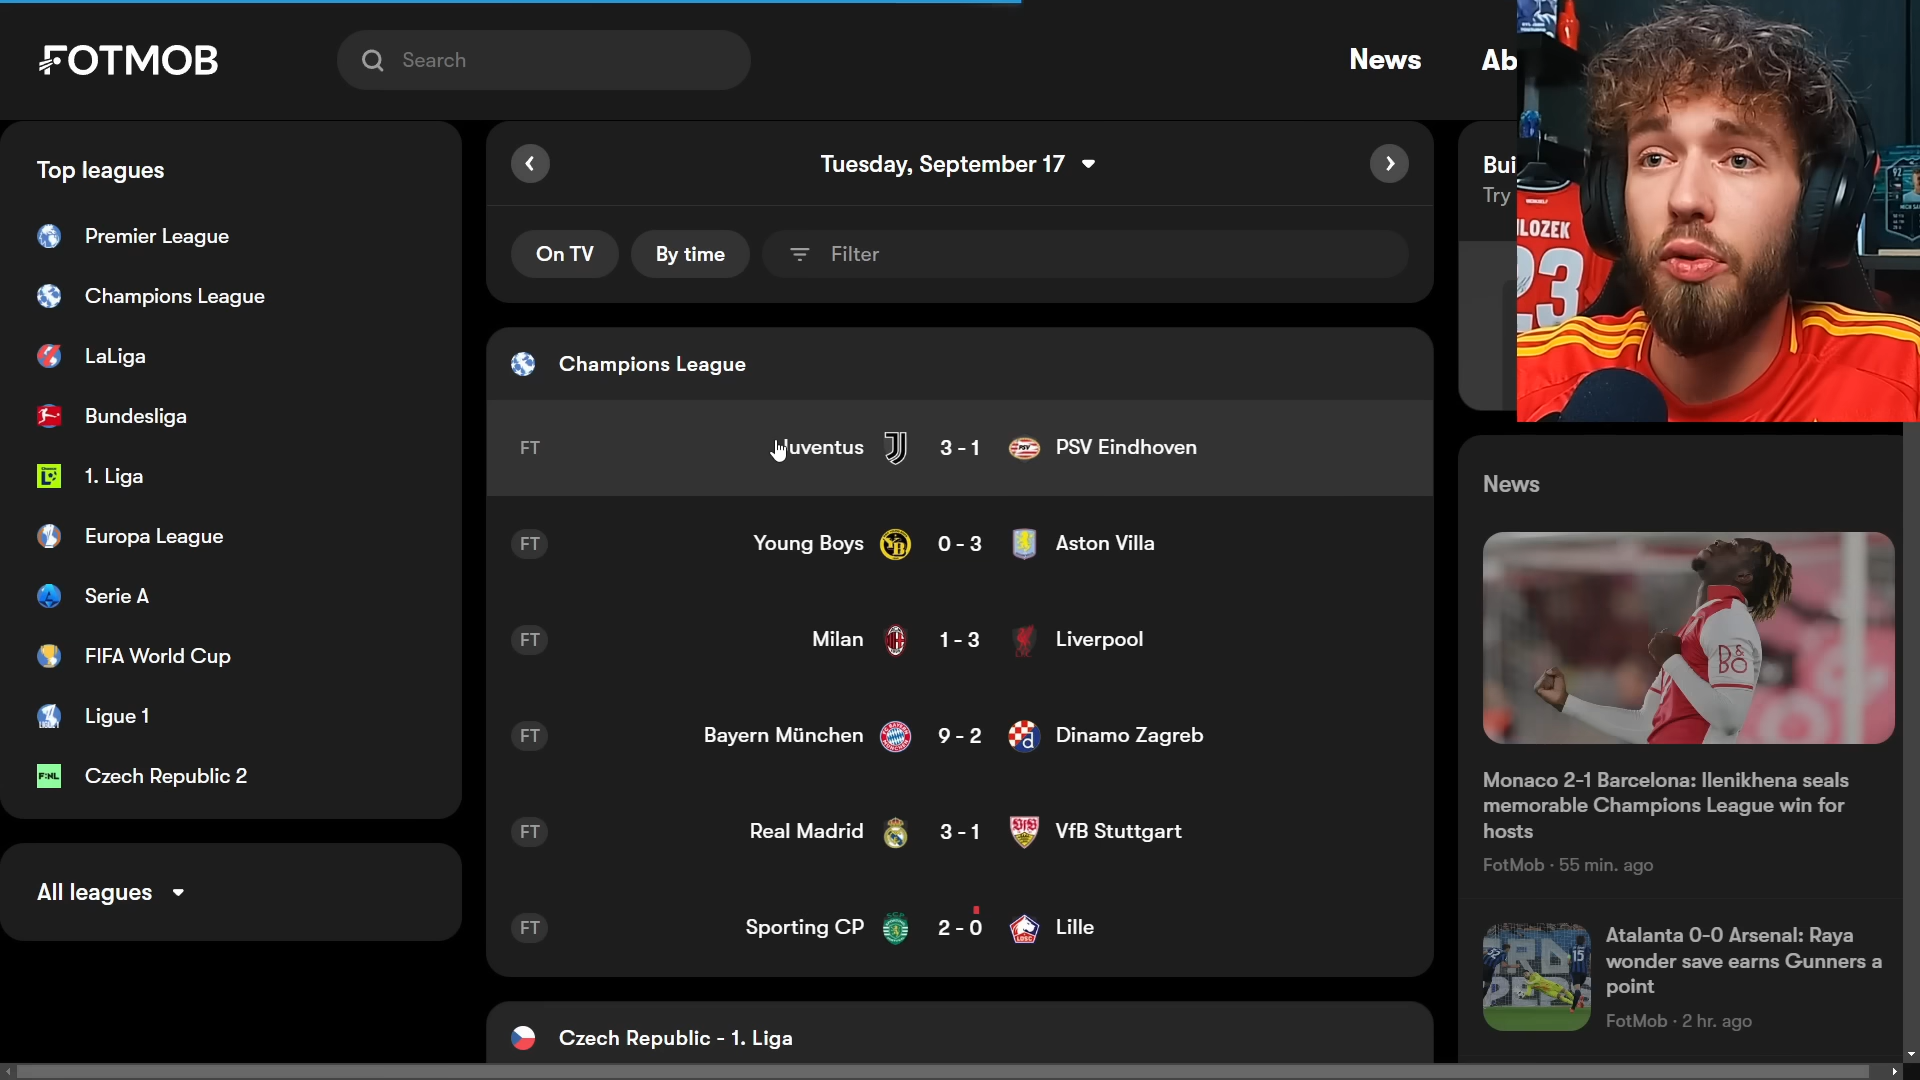 FOTMOB
Search
News
Ab
Top leagues
Premier League
Champions League
LaLiga
Bundesliga
1. Liga
Europa League
Serie A
FIFA World Cup
Ligue 1
Czech Republic 2
All leagues
Tuesday, September 17
On TV
By time
Filter
Champions League
FT Juventus 3 - 1 PSV Eindhoven
FT Young Boys 0 - 3 Aston Villa
FT Milan 1 - 3 Liverpool
FT Bayern München 9 - 2 Dinamo Zagreb
FT Real Madrid 3 - 1 VfB Stuttgart
FT Sporting CP 2 - 0 Lille
Czech Republic - 1. Liga
Bui
Try
LOZEK
23
92
News
D&
BO
Monaco 2-1 Barcelona: Ilenikhena seals
memorable Champions League win for
hosts
FotMob · 55 min. ago
Atalanta 0-0 Arsenal: Raya
wonder save earns Gunners a
point
FotMob · 2 hr. ago